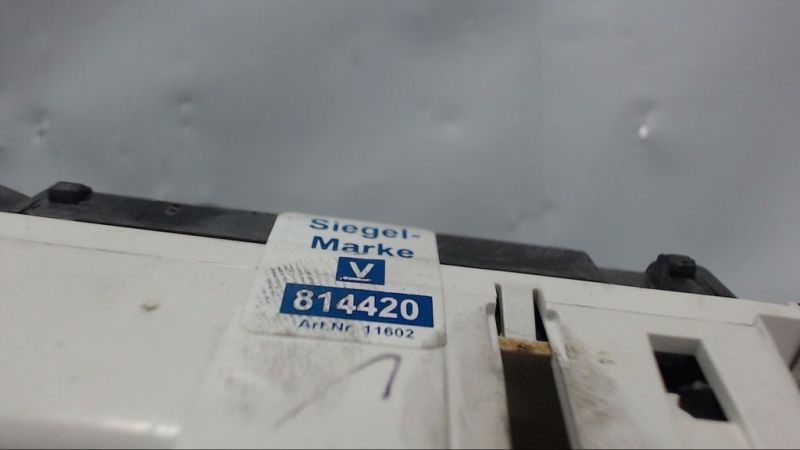 Siegel-
Marke
V
814420
Art.Nr. 11602